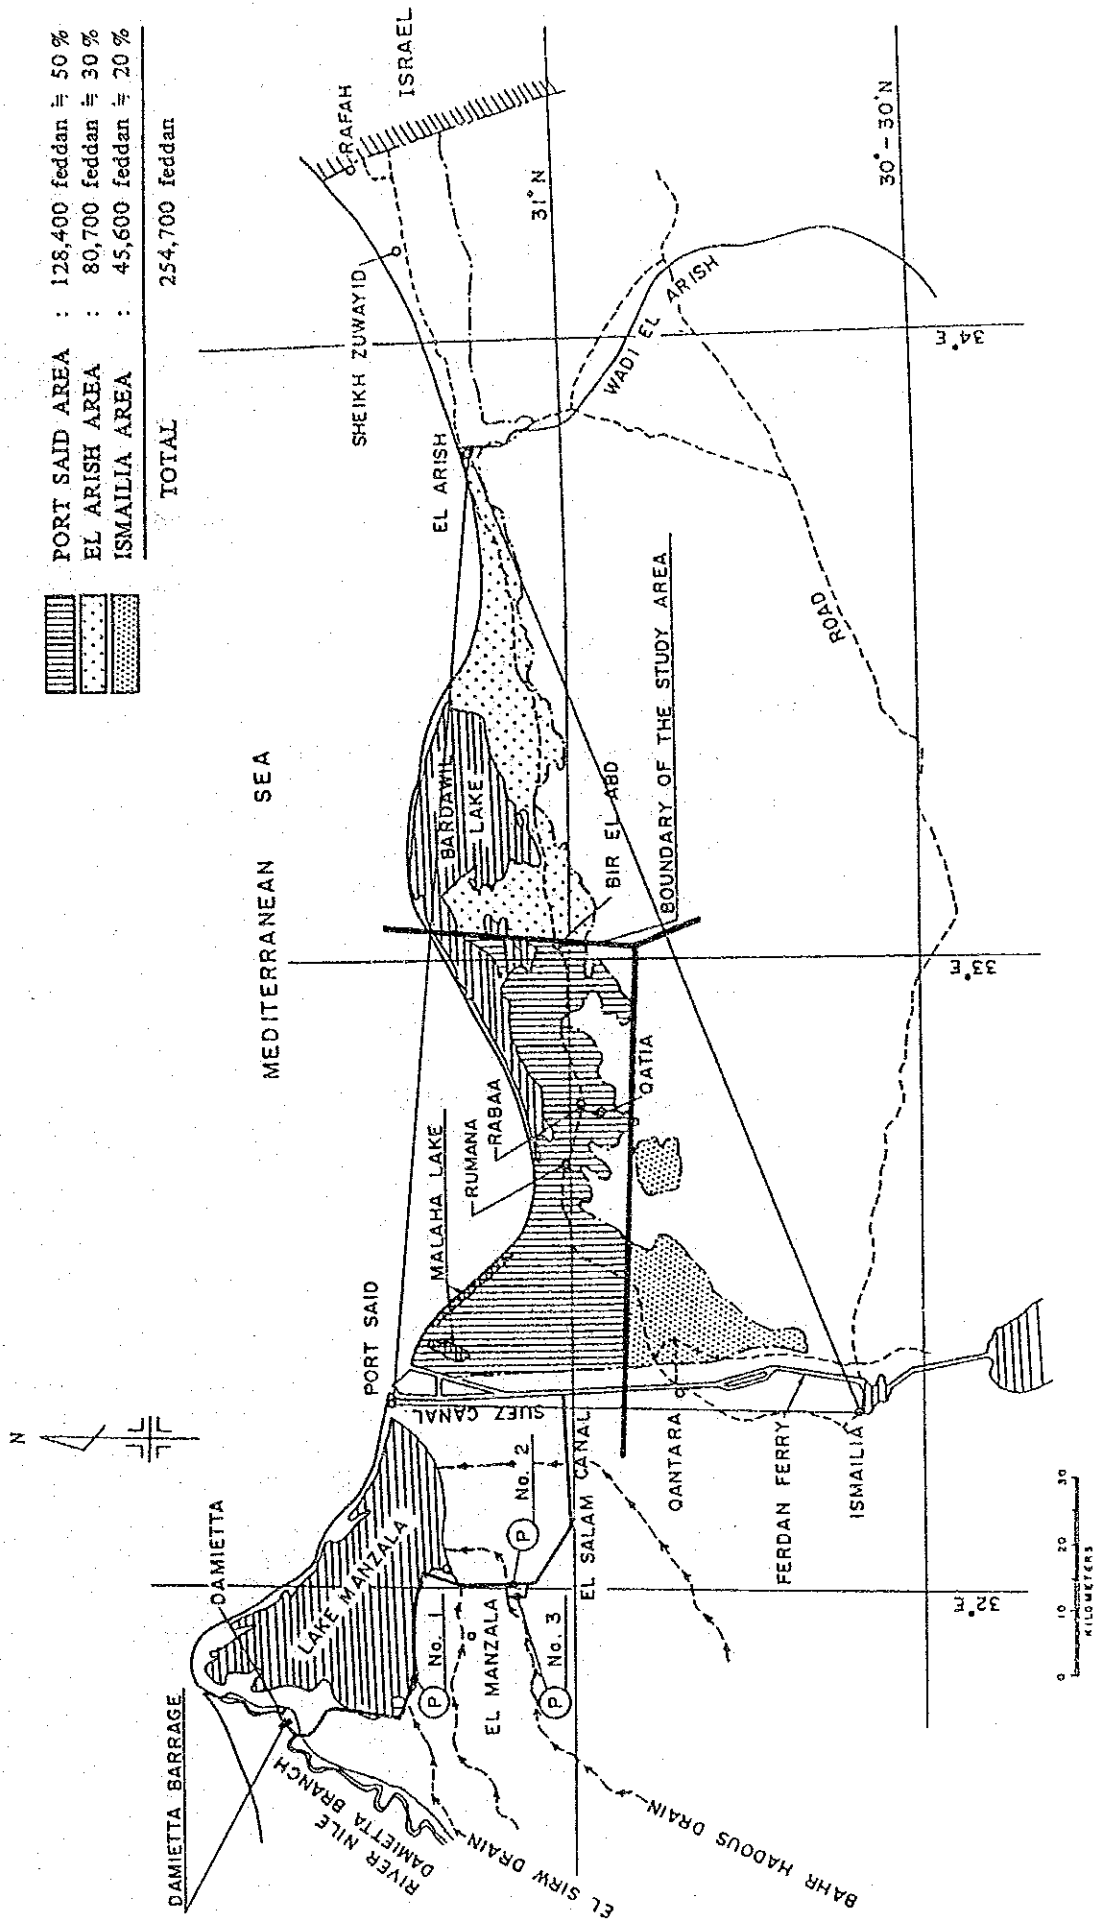 PORT SAID AREA : 128,400 feddan ≒ 50 %
EL ARISH AREA : 80,700 feddan ≒ 30 %
ISMAILIA AREA : 45,600 feddan ≒ 20 %
TOTAL 254,700 feddan
N
MEDITERRANEAN SEA
DAMIETTA BARRAGE
DAMIETTA
LAKE MANZALA
RIVER NILE
DAMIETTA BRANCH
EL SIRW DRAIN
BAHR HADOUS DRAIN
P No. 1
EL MANZALA
P No. 3
P No. 2
EL SALAM CANAL
SUEZ CANAL
PORT SAID
MALAHA LAKE
RUMANA
RABAA
QATIA
QANTARA
FERDAN FERRY
ISMAILIA
BARDAWIL
LAKE
BIR EL ABD
BOUNDARY OF THE STUDY AREA
EL ARISH
SHEIKH ZUWAYID
RAFAH
ISRAEL
WADI EL ARISH
ROAD
31° N
30° - 30' N
32° E
33° E
34° E
0 10 20 30
KILOMETERS